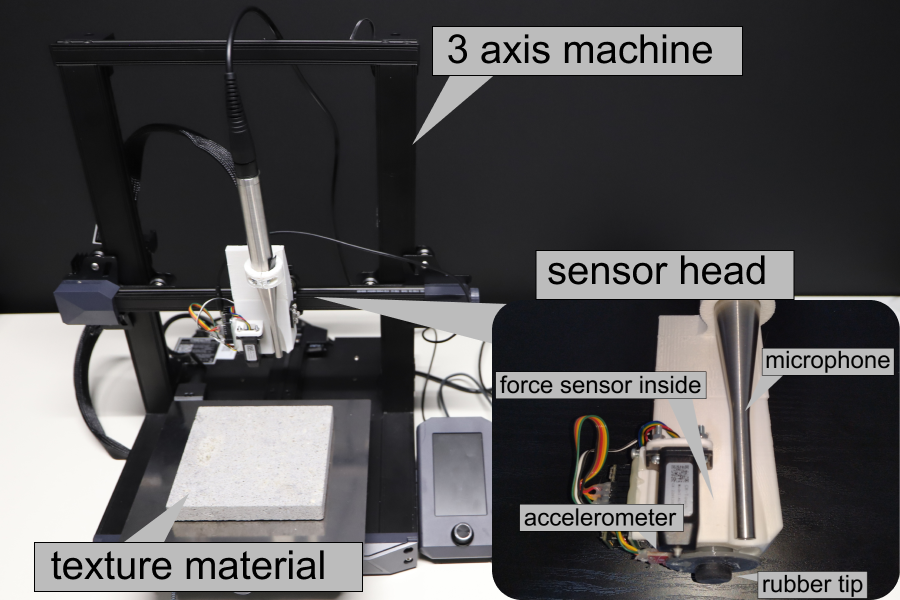 3 axis machine
sensor head
microphone
force sensor inside
accelerometer
texture material
rubber tip